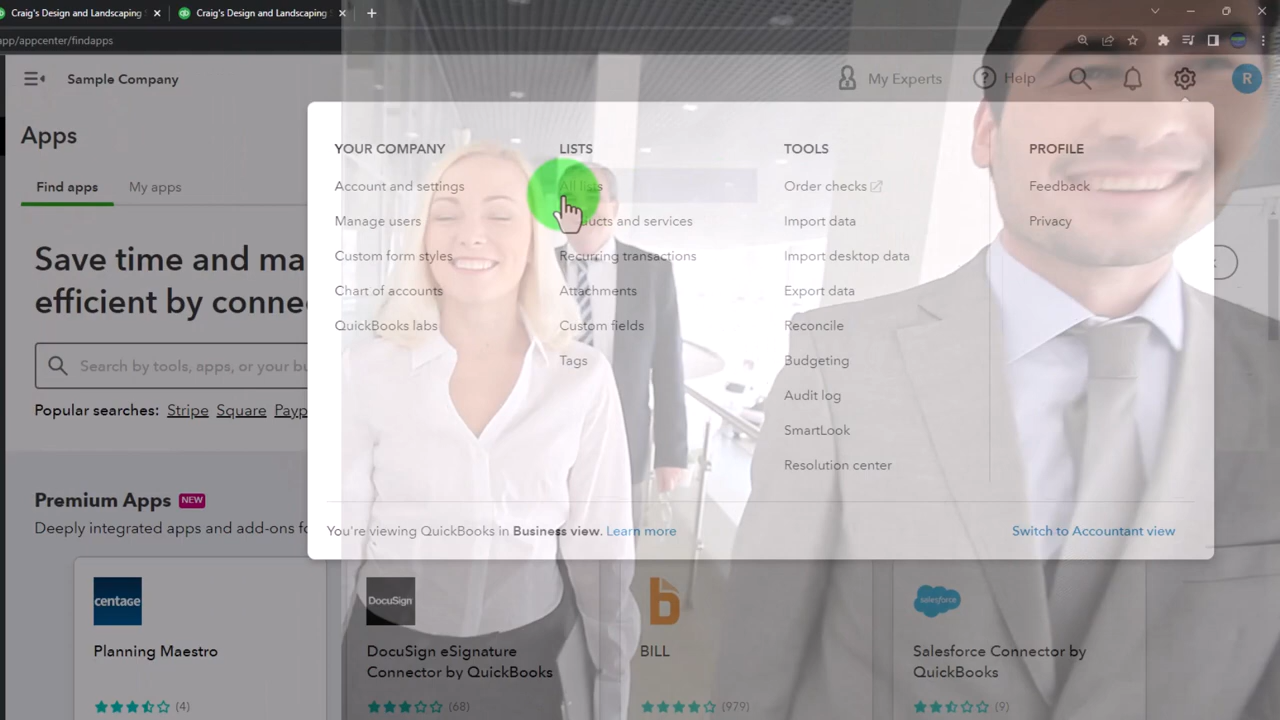 Craig's Design and Landscaping
Craig's Design and Landscaping
app/appcenter/findapps
Sample Company
My Experts
Help
R
Apps
Find apps
My apps
Save time and ma
efficient by conne
Search by tools, apps, or your bu
Popular searches: Stripe Square Payp
YOUR COMPANY
Account and settings
Manage users
Custom form styles
Chart of accounts
QuickBooks labs
LISTS
All lists
ducts and services
Recurring transactions
Attachments
Custom fields
Tags
TOOLS
Order checks
Import data
Import desktop data
Export data
Reconcile
Budgeting
Audit log
SmartLook
Resolution center
PROFILE
Feedback
Privacy
You're viewing QuickBooks in Business view. Learn more
Switch to Accountant view
Premium Apps NEW
Deeply integrated apps and add-ons fo
centage
Planning Maestro
(4)
DocuSign
DocuSign eSignature
Connector by QuickBooks
(68)
b
BILL
(979)
salesforce
Salesforce Connector by
QuickBooks
(9)